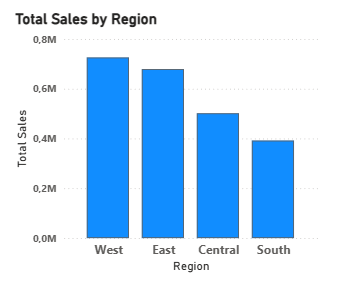 Total Sales by Region
0,8M
0,6M
0,4M
0,2M
0,0M
Total Sales
West East Central South
Region